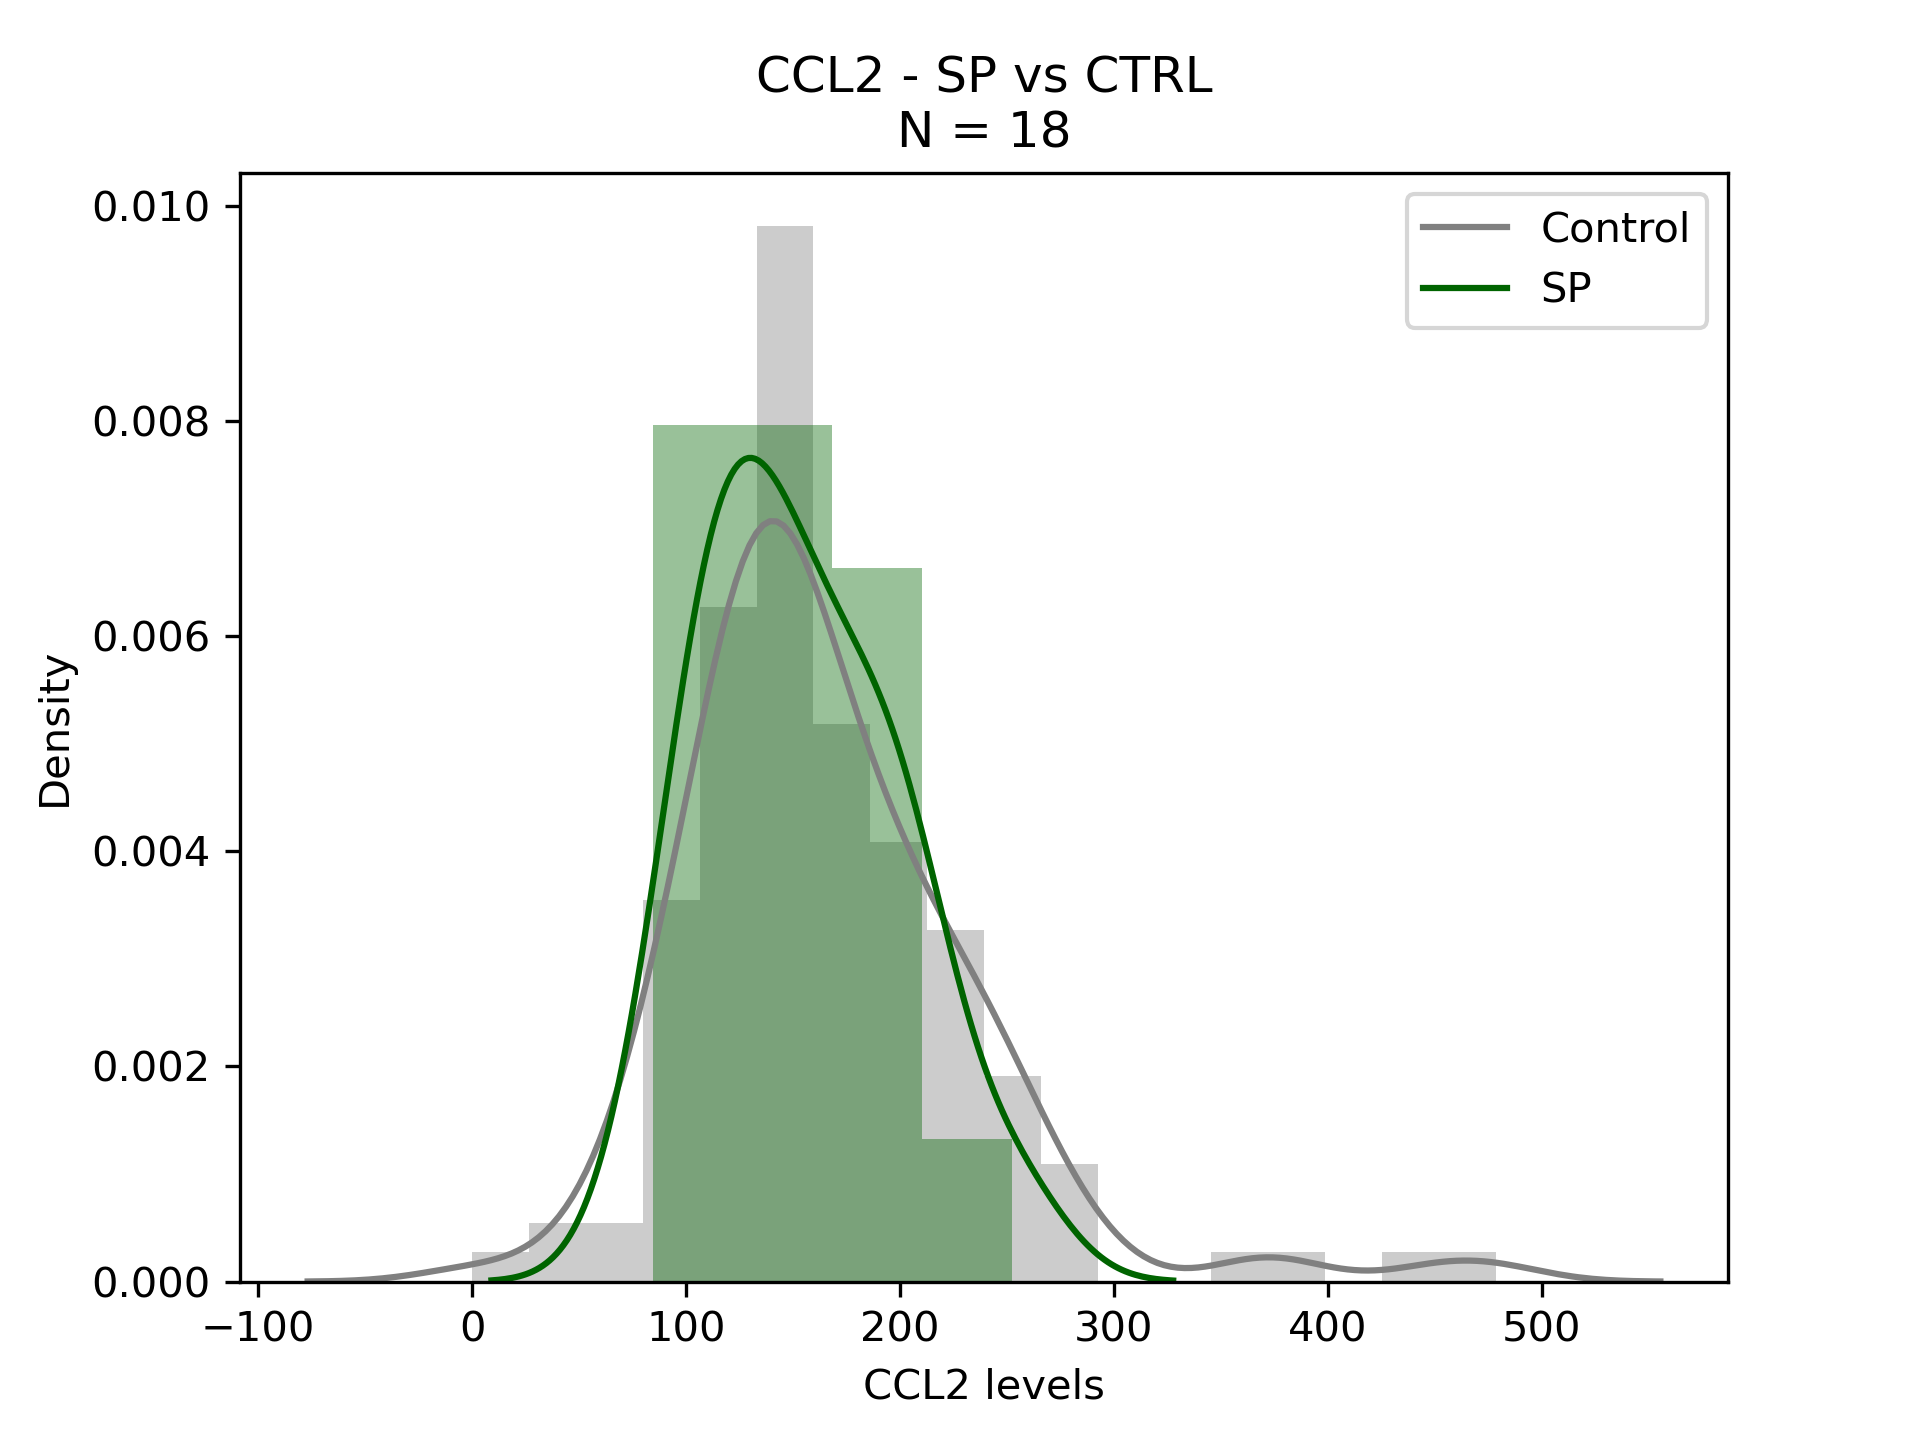 CCL2 - SP vs CTRL
N = 18
Control
SP
0.010
0.008
0.006
0.004
0.002
0.000
Density
−100 0 100 200 300 400 500
CCL2 levels